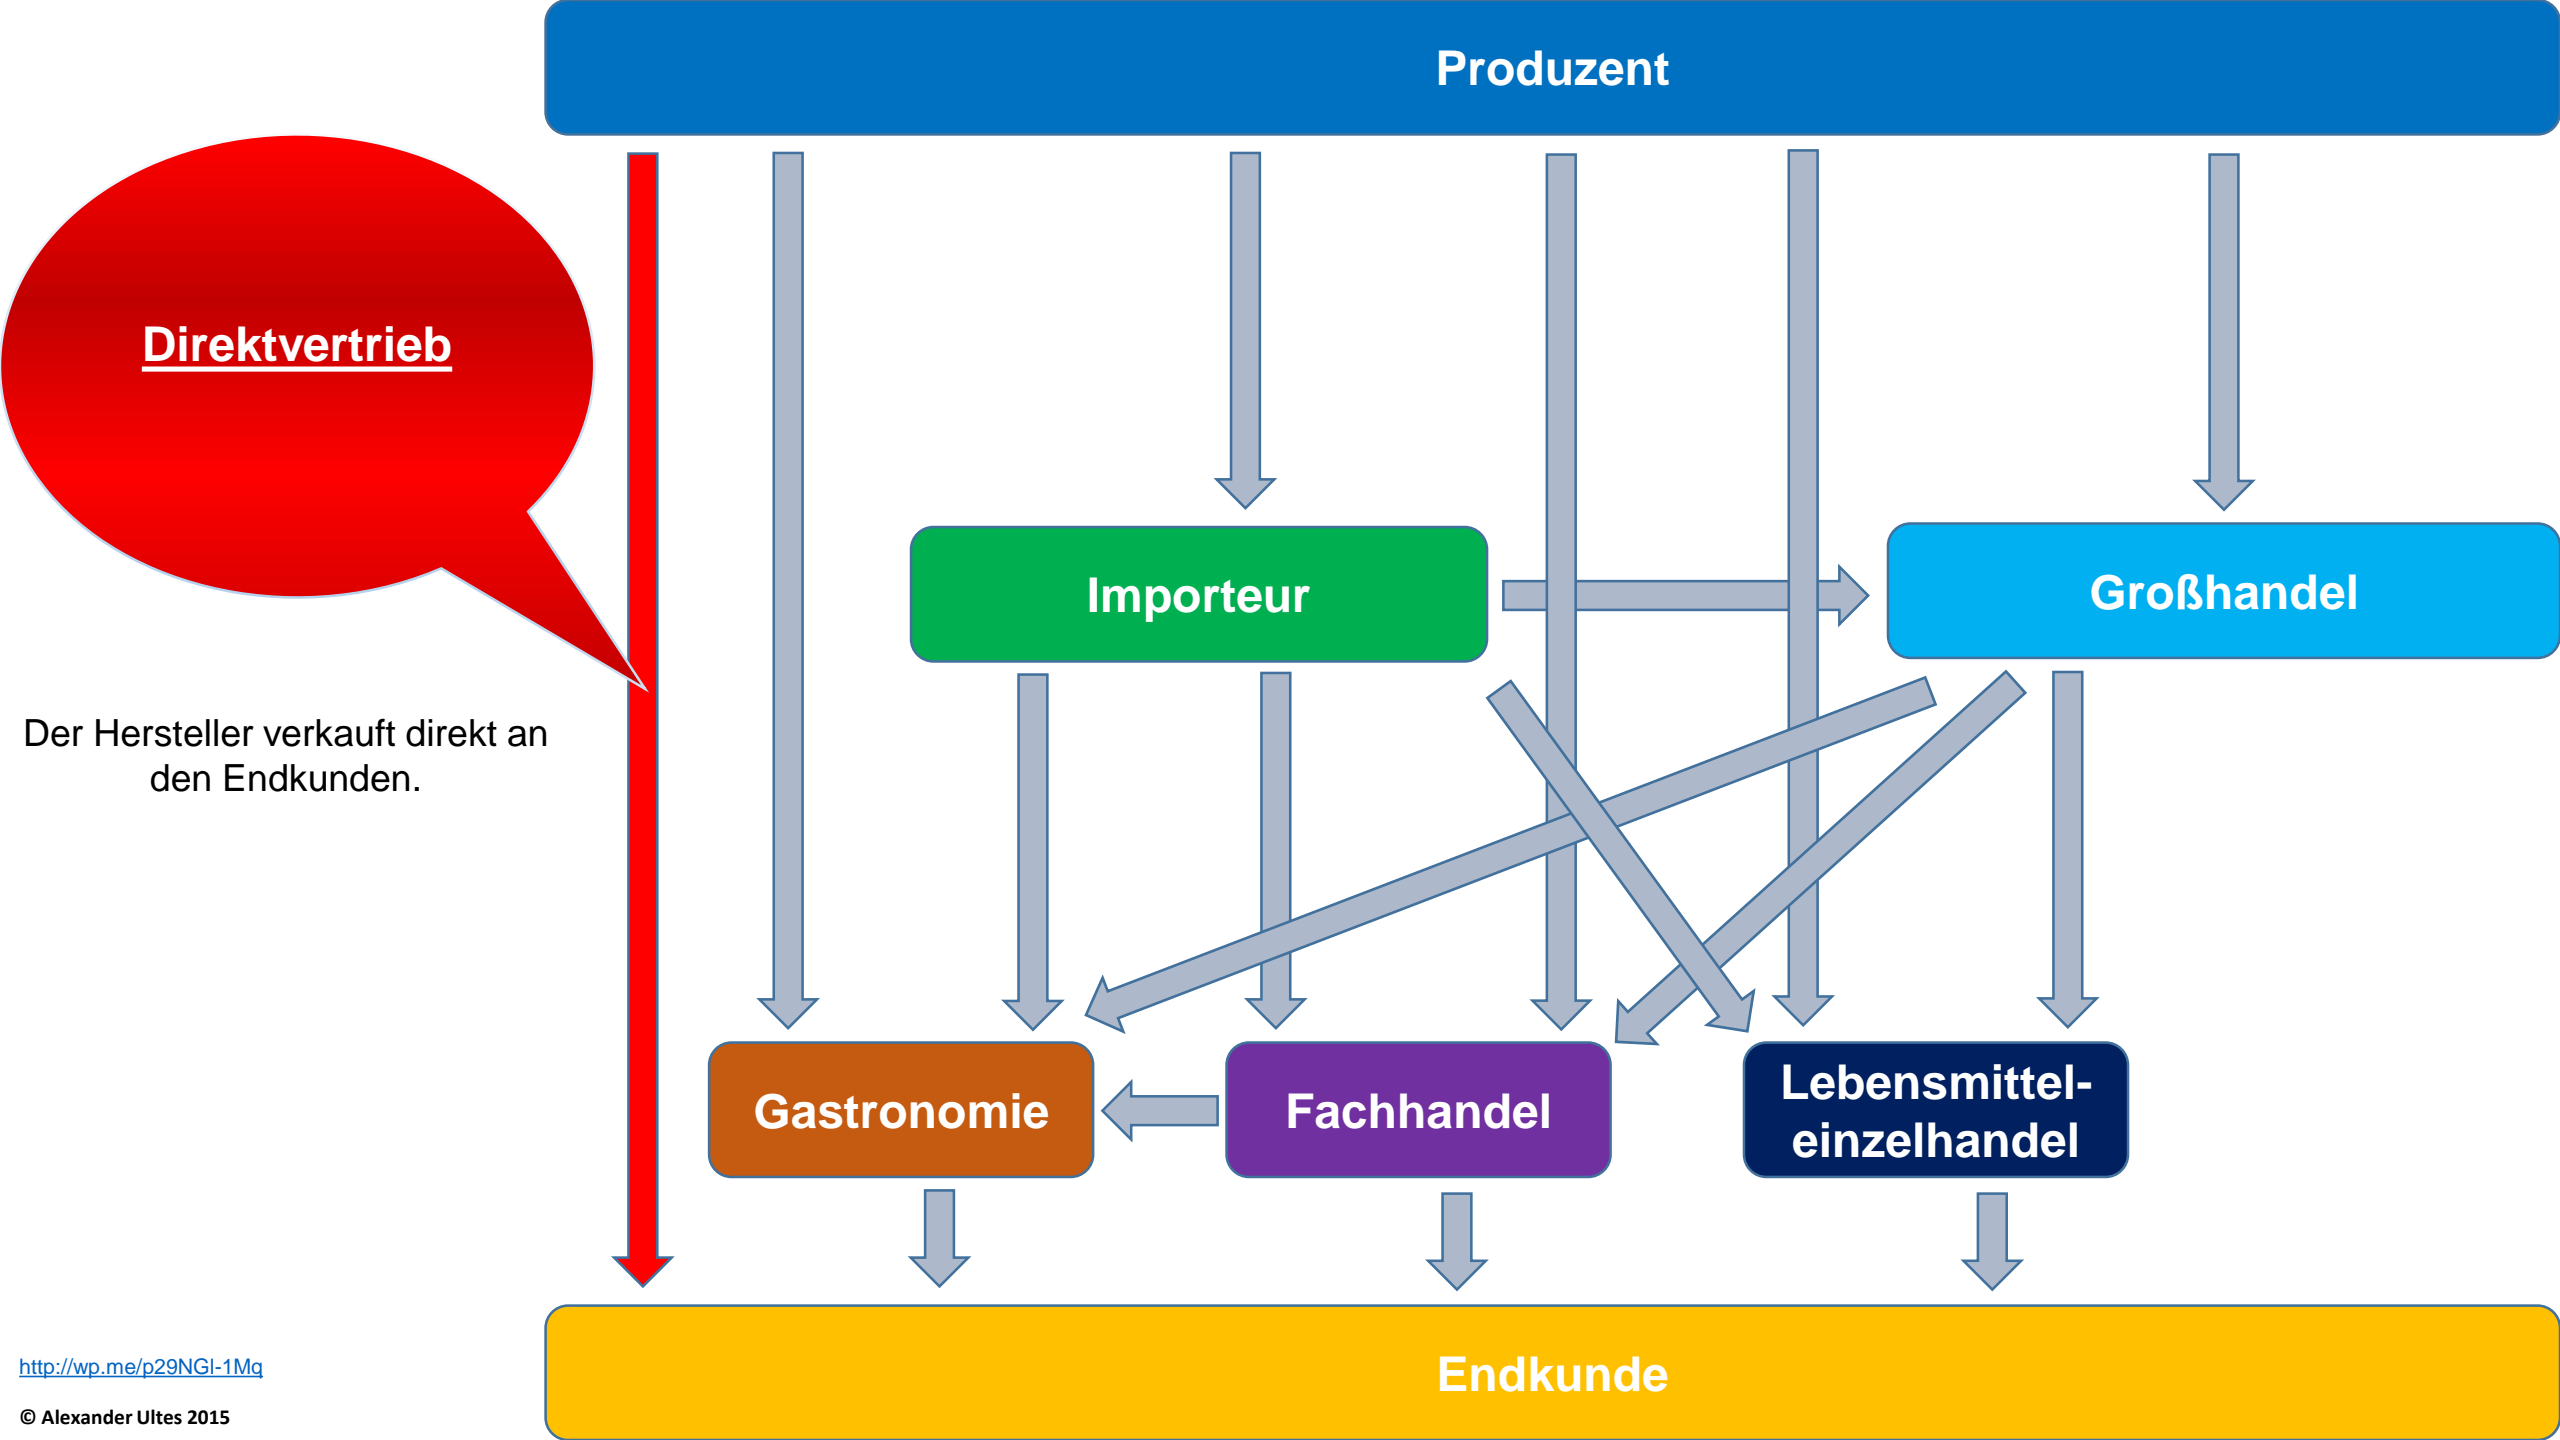 Produzent
Direktvertrieb
Importeur
Großhandel
Der Hersteller verkauft direkt an
den Endkunden.
Gastronomie
Fachhandel
Lebensmittel-
einzelhandel
Endkunde
http://wp.me/p29NGl-1Mq
© Alexander Ultes 2015